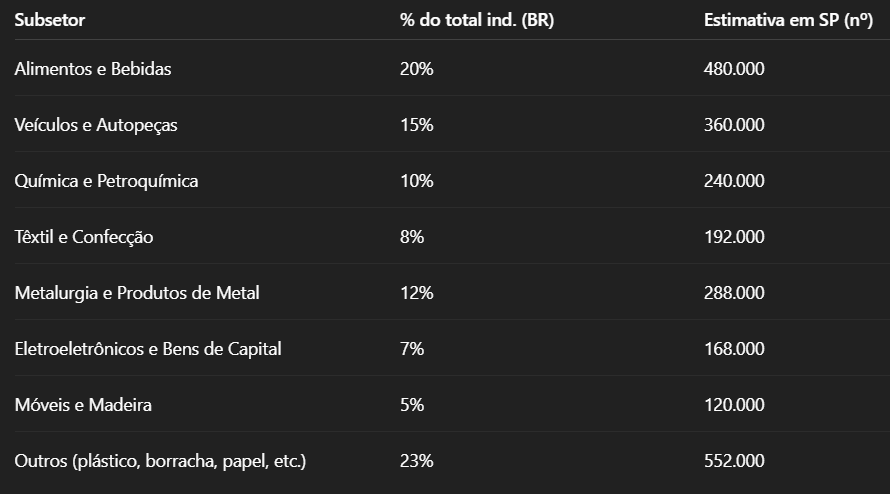 Subsetor % do total ind. (BR) Estimativa em SP (nº)
Alimentos e Bebidas 20% 480.000
Veículos e Autopeças 15% 360.000
Química e Petroquímica 10% 240.000
Têxtil e Confecção 8% 192.000
Metalurgia e Produtos de Metal 12% 288.000
Eletroeletrônicos e Bens de Capital 7% 168.000
Móveis e Madeira 5% 120.000
Outros (plástico, borracha, papel, etc.) 23% 552.000